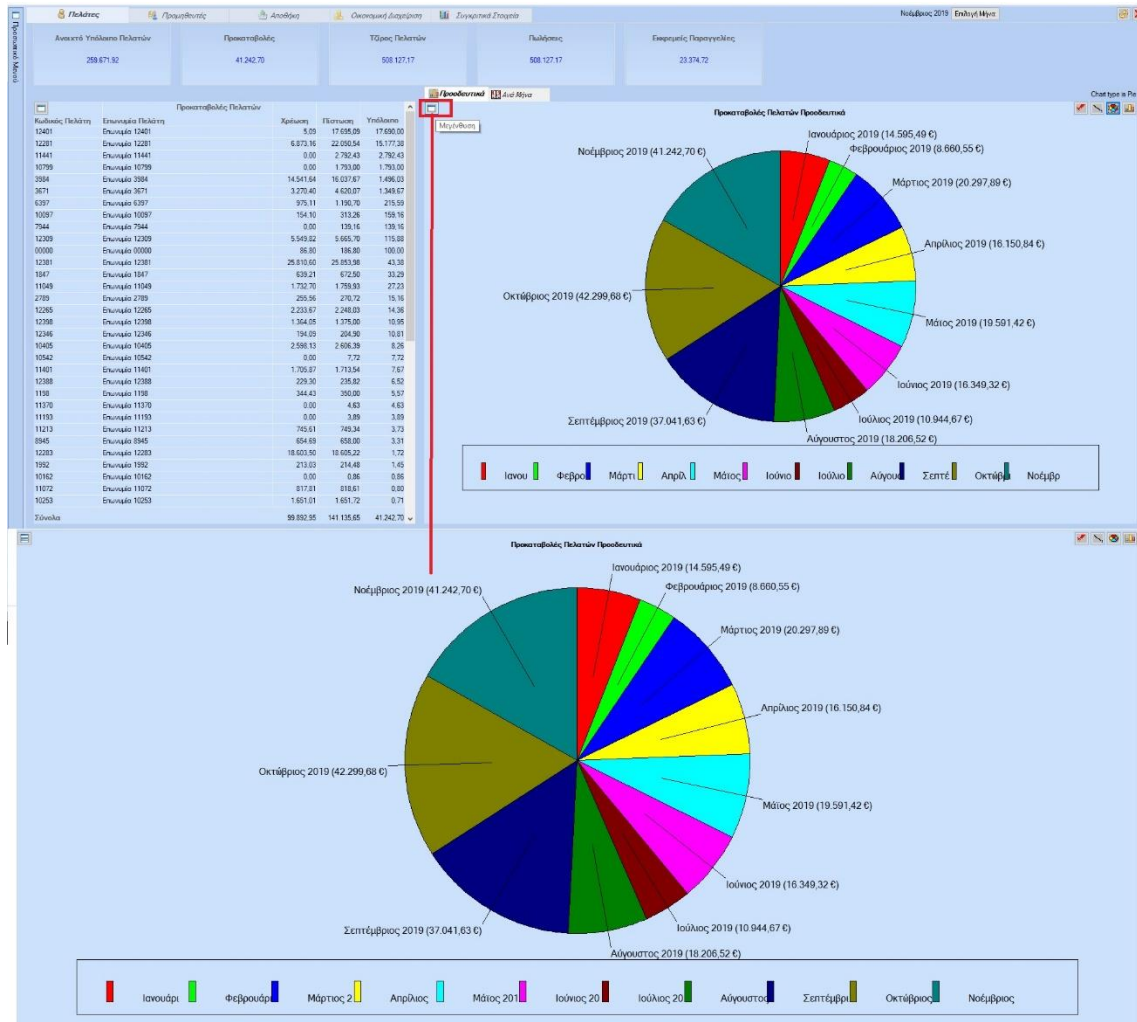 Πελάτες Προμηθευτές Αποθήκη Οικονομική Διαχείριση Συγκριτικά Στοιχεία Νοέμβριος 2019 Επιλογή Μήνα
Προσωπικό Μενού
Ανοικτό Υπόλοιπο Πελατών Προκαταβολές Τζίρος Πελατών Πωλήσεις Εκκρεμείς Παραγγελίες
259.671,92 41.242,70 508.127,17 508.127,17 23.374,72
Προοδευτικά Ανά Μήνα
Chart type is Pie
Προκαταβολές Πελατών
Κωδικός Πελάτη Επωνυμία Πελάτη Χρέωση Πίστωση Υπόλοιπο
12401 Επωνυμία 12401 5,09 17.695,09 17.690,00
12281 Επωνυμία 12281 6.873,16 22.050,54 15.177,38
11441 Επωνυμία 11441 0,00 2.792,43 2.792,43
10799 Επωνυμία 10799 0,00 1.793,00 1.793,00
3984 Επωνυμία 3984 14.541,64 16.037,67 1.496,03
3671 Επωνυμία 3671 3.270,40 4.620,07 1.349,67
6397 Επωνυμία 6397 975,11 1.190,70 215,59
10097 Επωνυμία 10097 154,10 313,26 159,16
7944 Επωνυμία 7944 0,00 139,16 139,16
12309 Επωνυμία 12309 5.549,82 5.665,70 115,88
00000 Επωνυμία 00000 86,80 186,80 100,00
12381 Επωνυμία 12381 25.810,60 25.853,98 43,38
1847 Επωνυμία 1847 639,21 672,50 33,29
11049 Επωνυμία 11049 1.732,70 1.759,93 27,23
2789 Επωνυμία 2789 255,56 270,72 15,16
12265 Επωνυμία 12265 2.233,67 2.248,03 14,36
12398 Επωνυμία 12398 1.364,05 1.375,00 10,95
12346 Επωνυμία 12346 194,09 204,90 10,81
10405 Επωνυμία 10405 2.598,13 2.606,39 8,26
10542 Επωνυμία 10542 0,00 7,72 7,72
11401 Επωνυμία 11401 1.705,87 1.713,54 7,67
12388 Επωνυμία 12388 229,30 235,82 6,52
1198 Επωνυμία 1198 344,43 350,00 5,57
11370 Επωνυμία 11370 0,00 4,63 4,63
11193 Επωνυμία 11193 0,00 3,89 3,89
11213 Επωνυμία 11213 745,61 749,34 3,73
8945 Επωνυμία 8945 654,69 658,00 3,31
12283 Επωνυμία 12283 18.603,50 18.605,22 1,72
1992 Επωνυμία 1992 213,03 214,48 1,45
10162 Επωνυμία 10162 0,00 0,86 0,86
11072 Επωνυμία 11072 817,81 818,61 0,80
10253 Επωνυμία 10253 1.651,01 1.651,72 0,71
Σύνολα 99.892,95 141.135,65 41.242,70
Μεγένθυση
Προκαταβολές Πελατών Προοδευτικά
Ιανουάριος 2019 (14.595,49 €)
Φεβρουάριος 2019 (8.660,55 €)
Νοέμβριος 2019 (41.242,70 €)
Μάρτιος 2019 (20.297,89 €)
Απρίλιος 2019 (16.150,84 €)
Οκτώβριος 2019 (42.299,68 €)
Μάϊος 2019 (19.591,42 €)
Ιούνιος 2019 (16.349,32 €)
Ιούλιος 2019 (10.944,67 €)
Σεπτέμβριος 2019 (37.041,63 €)
Αύγουστος 2019 (18.206,52 €)
Ιανου Φεβρο Μάρτι Απρίλ Μάϊος Ιούνιο Ιούλιο Αύγου Σεπτέ Οκτώβρ Νοέμβρ
Προκαταβολές Πελατών Προοδευτικά
Ιανουάριος 2019 (14.595,49 €)
Φεβρουάριος 2019 (8.660,55 €)
Νοέμβριος 2019 (41.242,70 €)
Μάρτιος 2019 (20.297,89 €)
Απρίλιος 2019 (16.150,84 €)
Οκτώβριος 2019 (42.299,68 €)
Μάϊος 2019 (19.591,42 €)
Ιούνιος 2019 (16.349,32 €)
Ιούλιος 2019 (10.944,67 €)
Σεπτέμβριος 2019 (37.041,63 €)
Αύγουστος 2019 (18.206,52 €)
Ιανουάρι Φεβρουάρι Μάρτιος 2 Απρίλιος Μάϊος 201 Ιούνιος 20 Ιούλιος 20 Αύγουστος Σεπτέμβρι Οκτώβριος Νοέμβριος